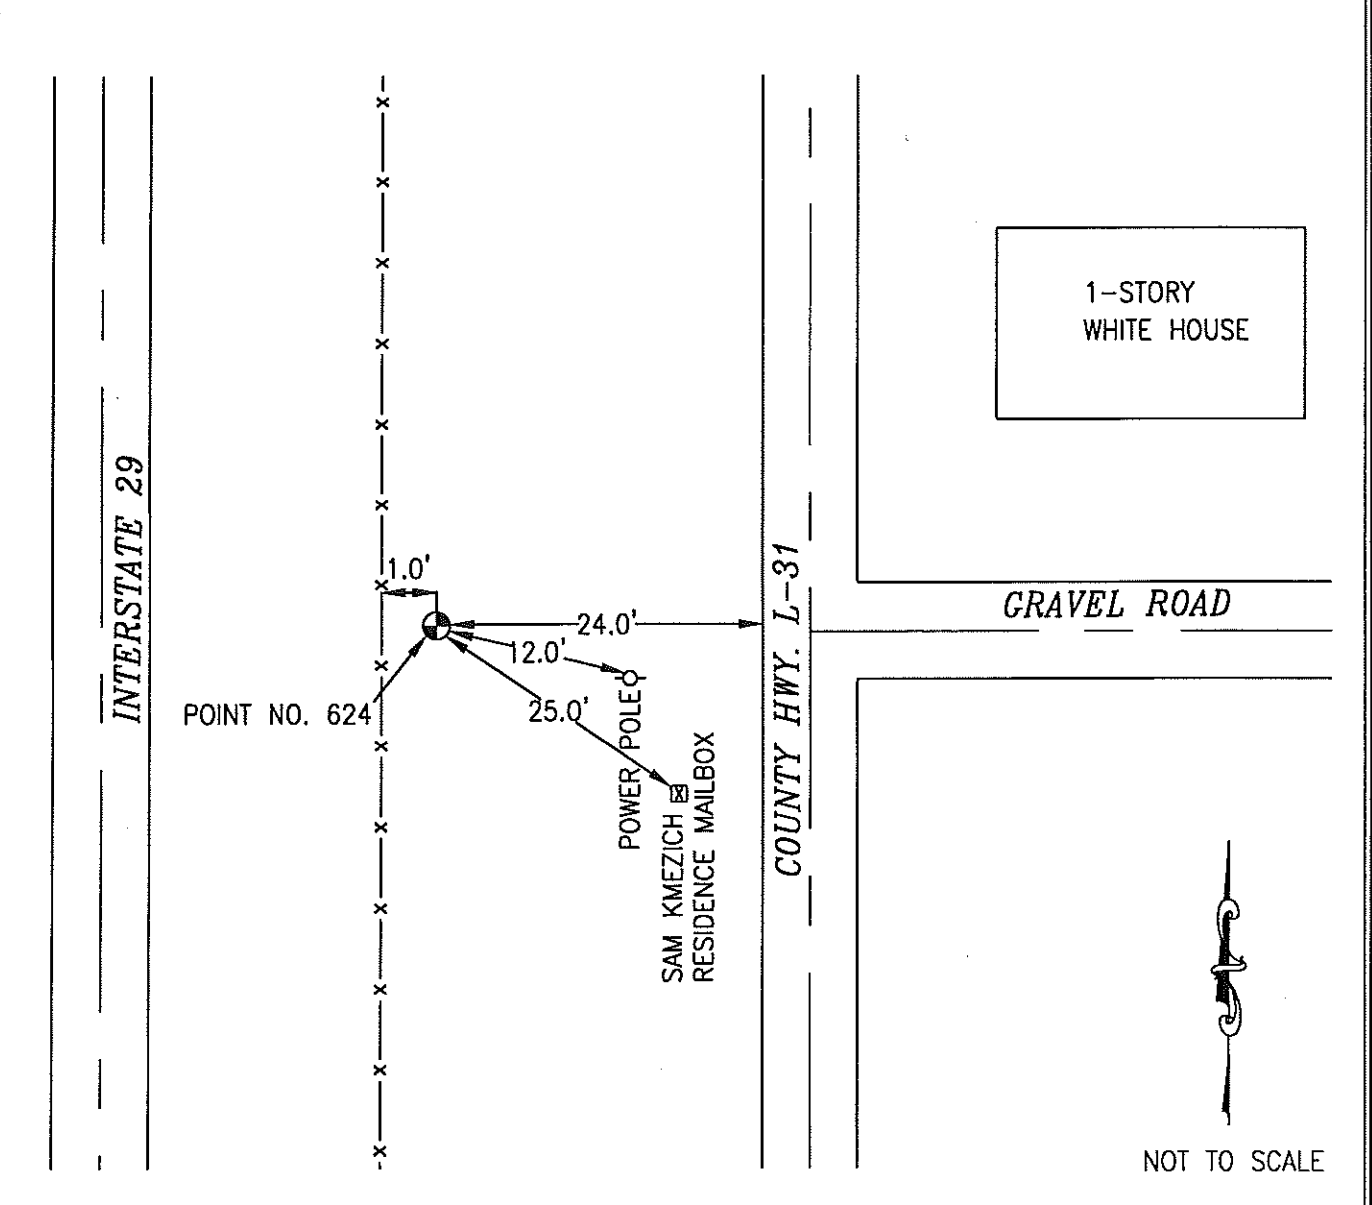 1-STORY
WHITE HOUSE
INTERSTATE 29
1.0'
24.0'
12.0'
25.0'
POINT NO. 624
POWER POLE
SAM KMEZICH
RESIDENCE MAILBOX
COUNTY HWY. L-31
GRAVEL ROAD
NOT TO SCALE